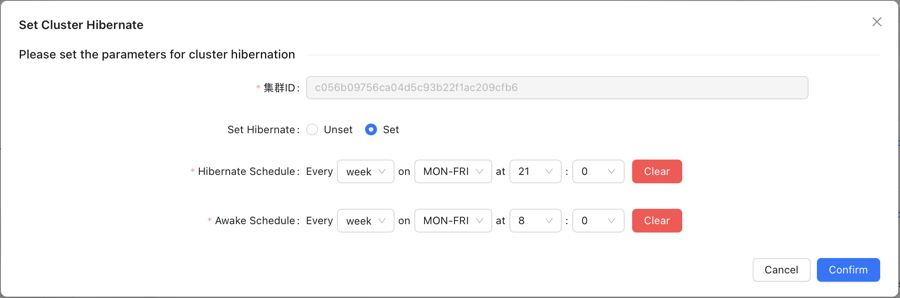 Set Cluster Hibernate
Please set the parameters for cluster hibernation
* 集群ID: c056b09756ca04d5c93b22f1ac209cfb6
Set Hibernate: Unset Set
* Hibernate Schedule: Every week on MON-FRI at 21 : 0 Clear
* Awake Schedule: Every week on MON-FRI at 8 : 0 Clear
Cancel Confirm